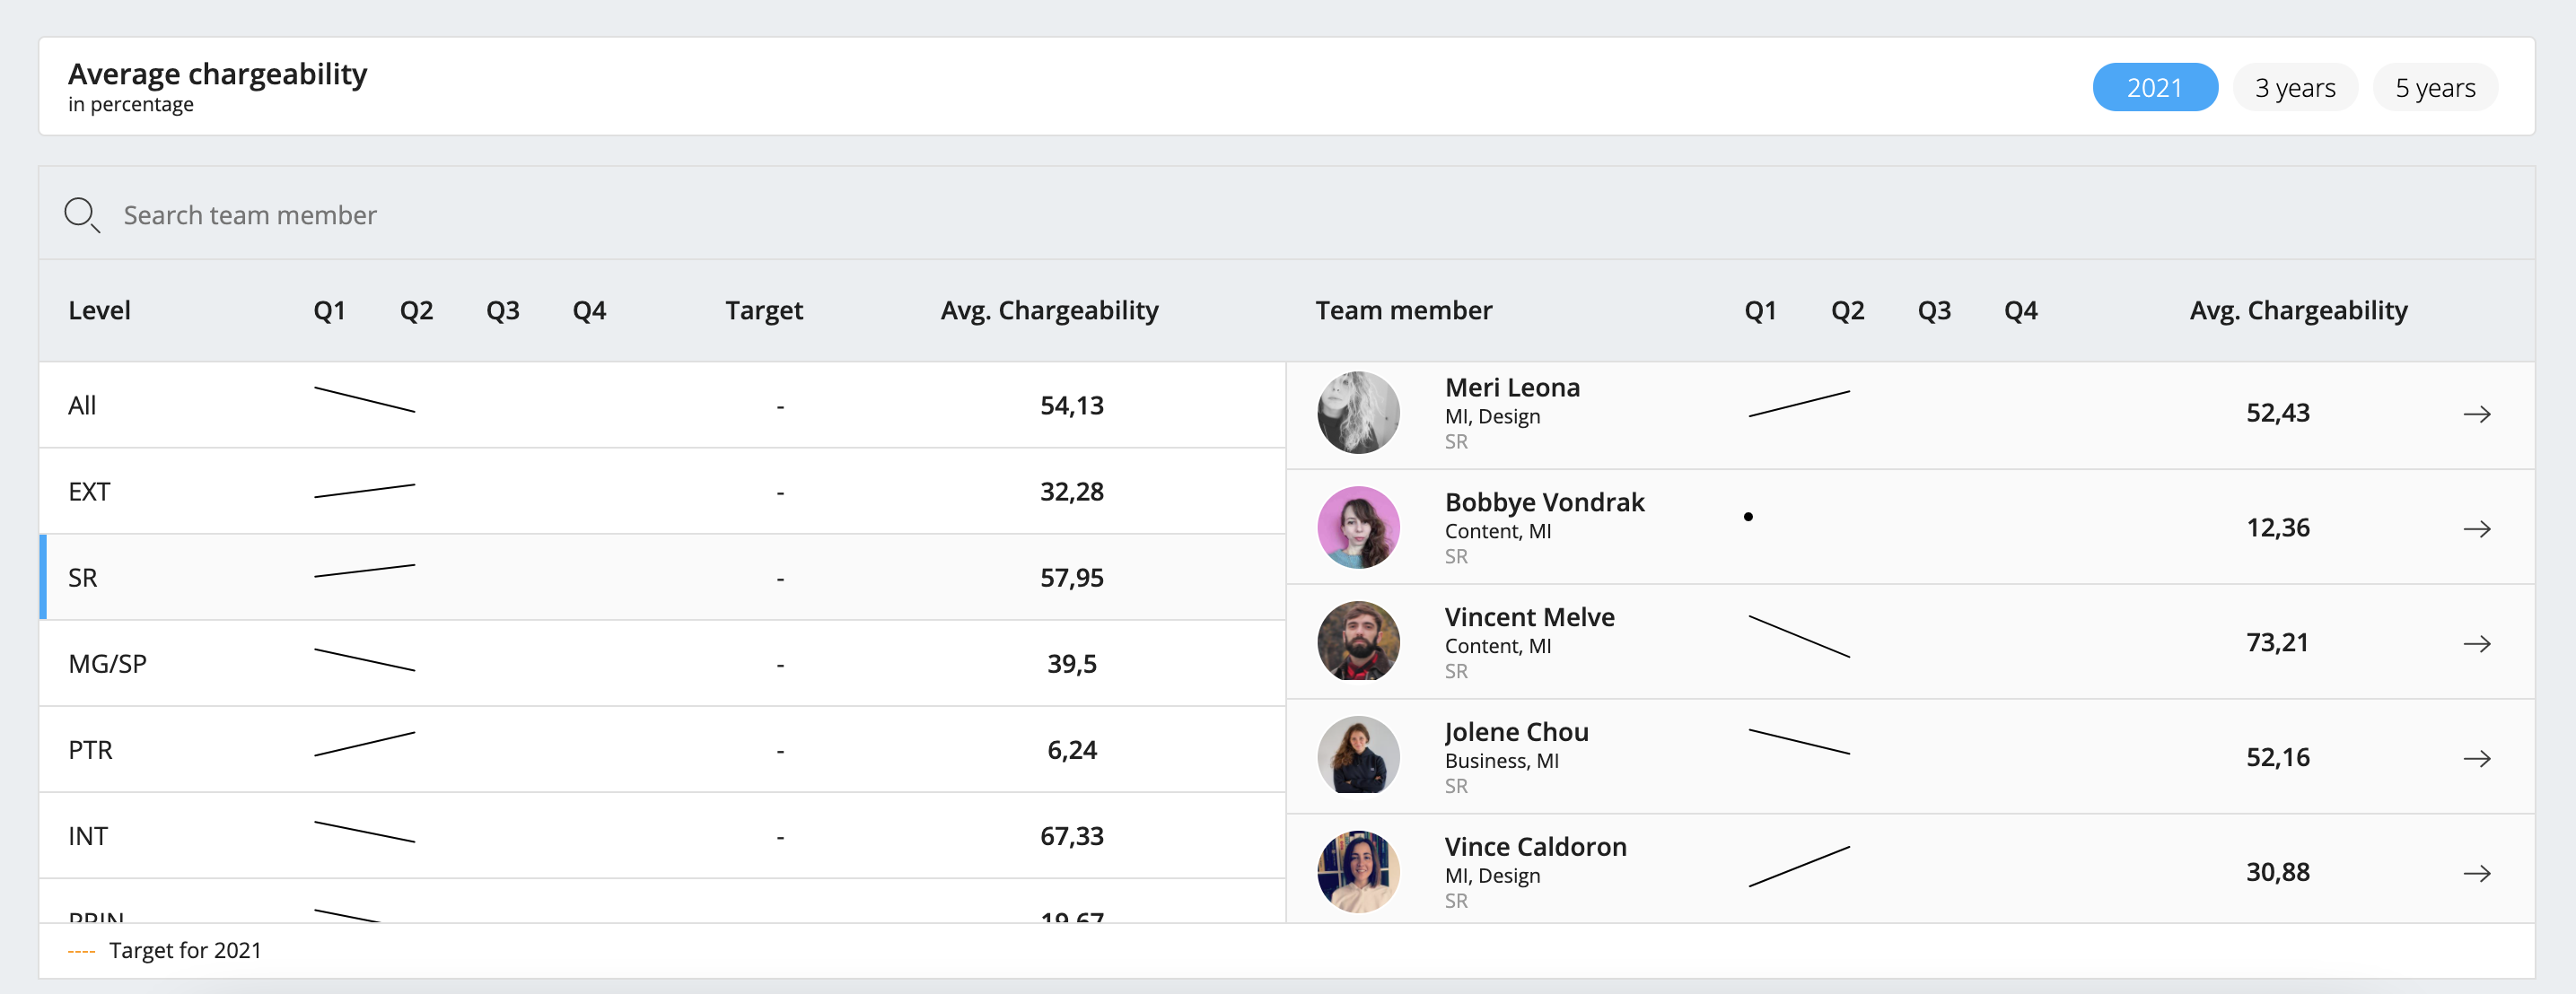 Average chargeability
in percentage
2021 3 years 5 years
Search team member
Level Q1 Q2 Q3 Q4 Target Avg. Chargeability Team member Q1 Q2 Q3 Q4 Avg. Chargeability
All - 54,13
EXT - 32,28
SR - 57,95
MG/SP - 39,5
PTR - 6,24
INT - 67,33
PRIN 19,67
Meri Leona
MI, Design
SR
52,43
Bobbye Vondrak
Content, MI
SR
12,36
Vincent Melve
Content, MI
SR
73,21
Jolene Chou
Business, MI
SR
52,16
Vince Caldoron
MI, Design
SR
30,88
---- Target for 2021